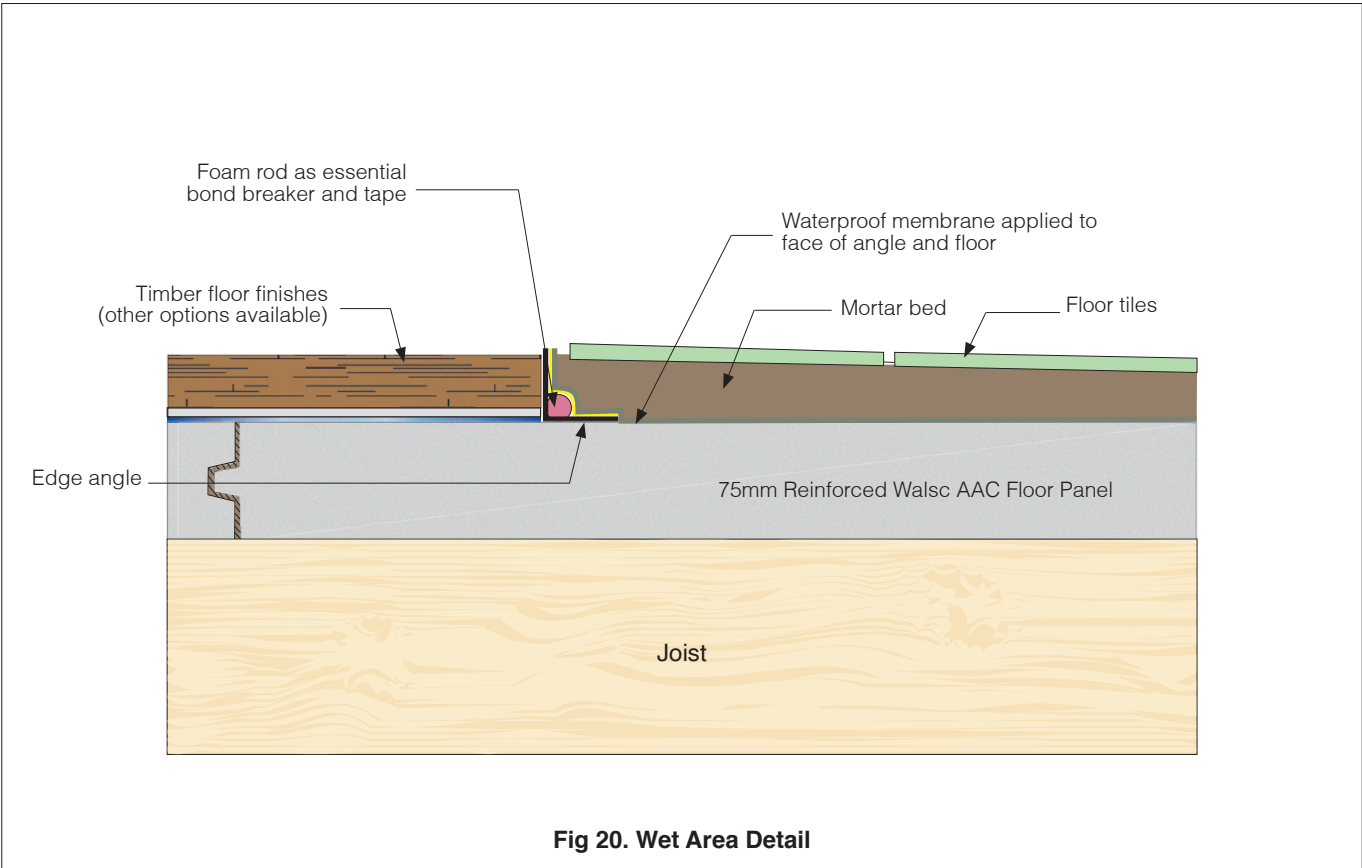 Foam rod as essential
bond breaker and tape
Waterproof membrane applied to
face of angle and floor
Timber floor finishes
(other options available)
Mortar bed
Floor tiles
Edge angle
75mm Reinforced Walsc AAC Floor Panel
Joist
Fig 20. Wet Area Detail